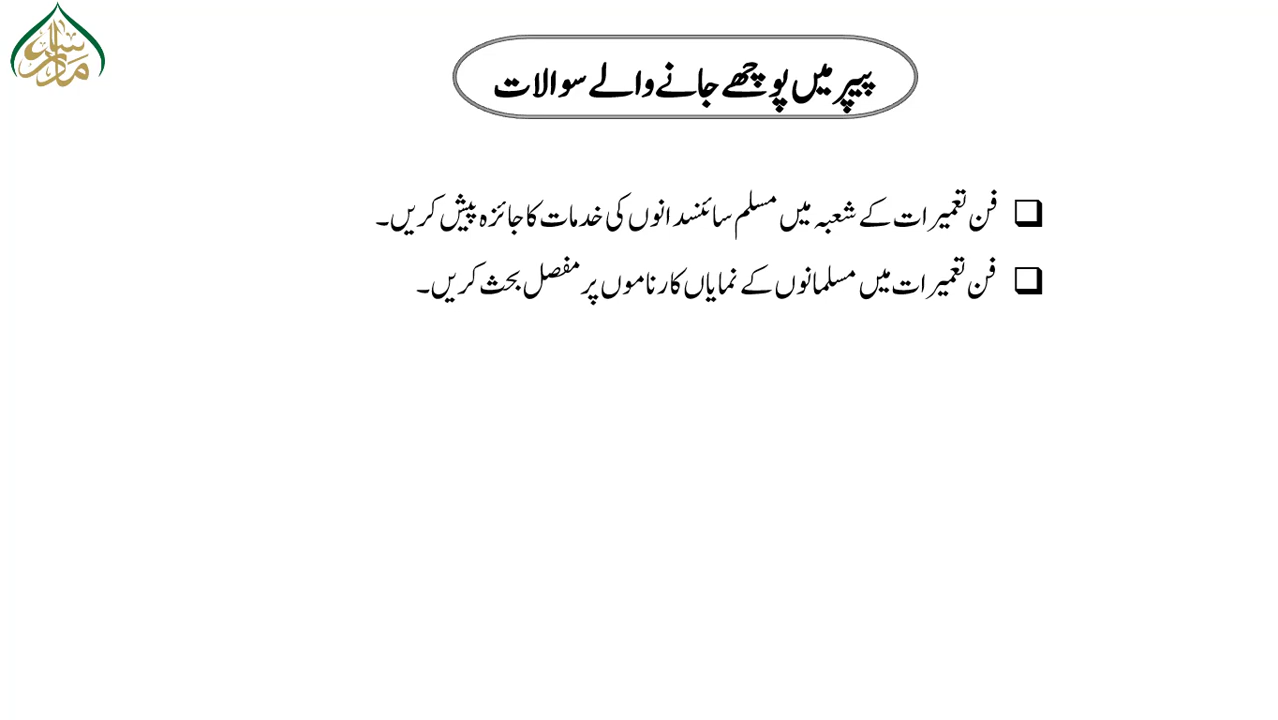 مدارس
پیپر میں پوچھے جانے والے سوالات
فن تعمیرات کے شعبہ میں مسلم سائنسدانوں کی خدمات کا جائزہ پیش کریں۔
فن تعمیرات میں مسلمانوں کے نمایاں کارناموں پر مفصل بحث کریں۔